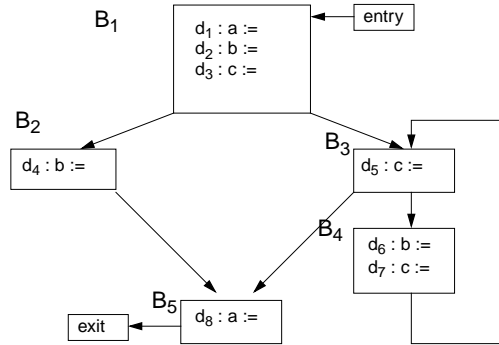 B1
entry
d1 : a :=
d2 : b :=
d3 : c :=
B2
d4 : b :=
B3
d5 : c :=
B4
d6 : b :=
d7 : c :=
B5
d8 : a :=
exit